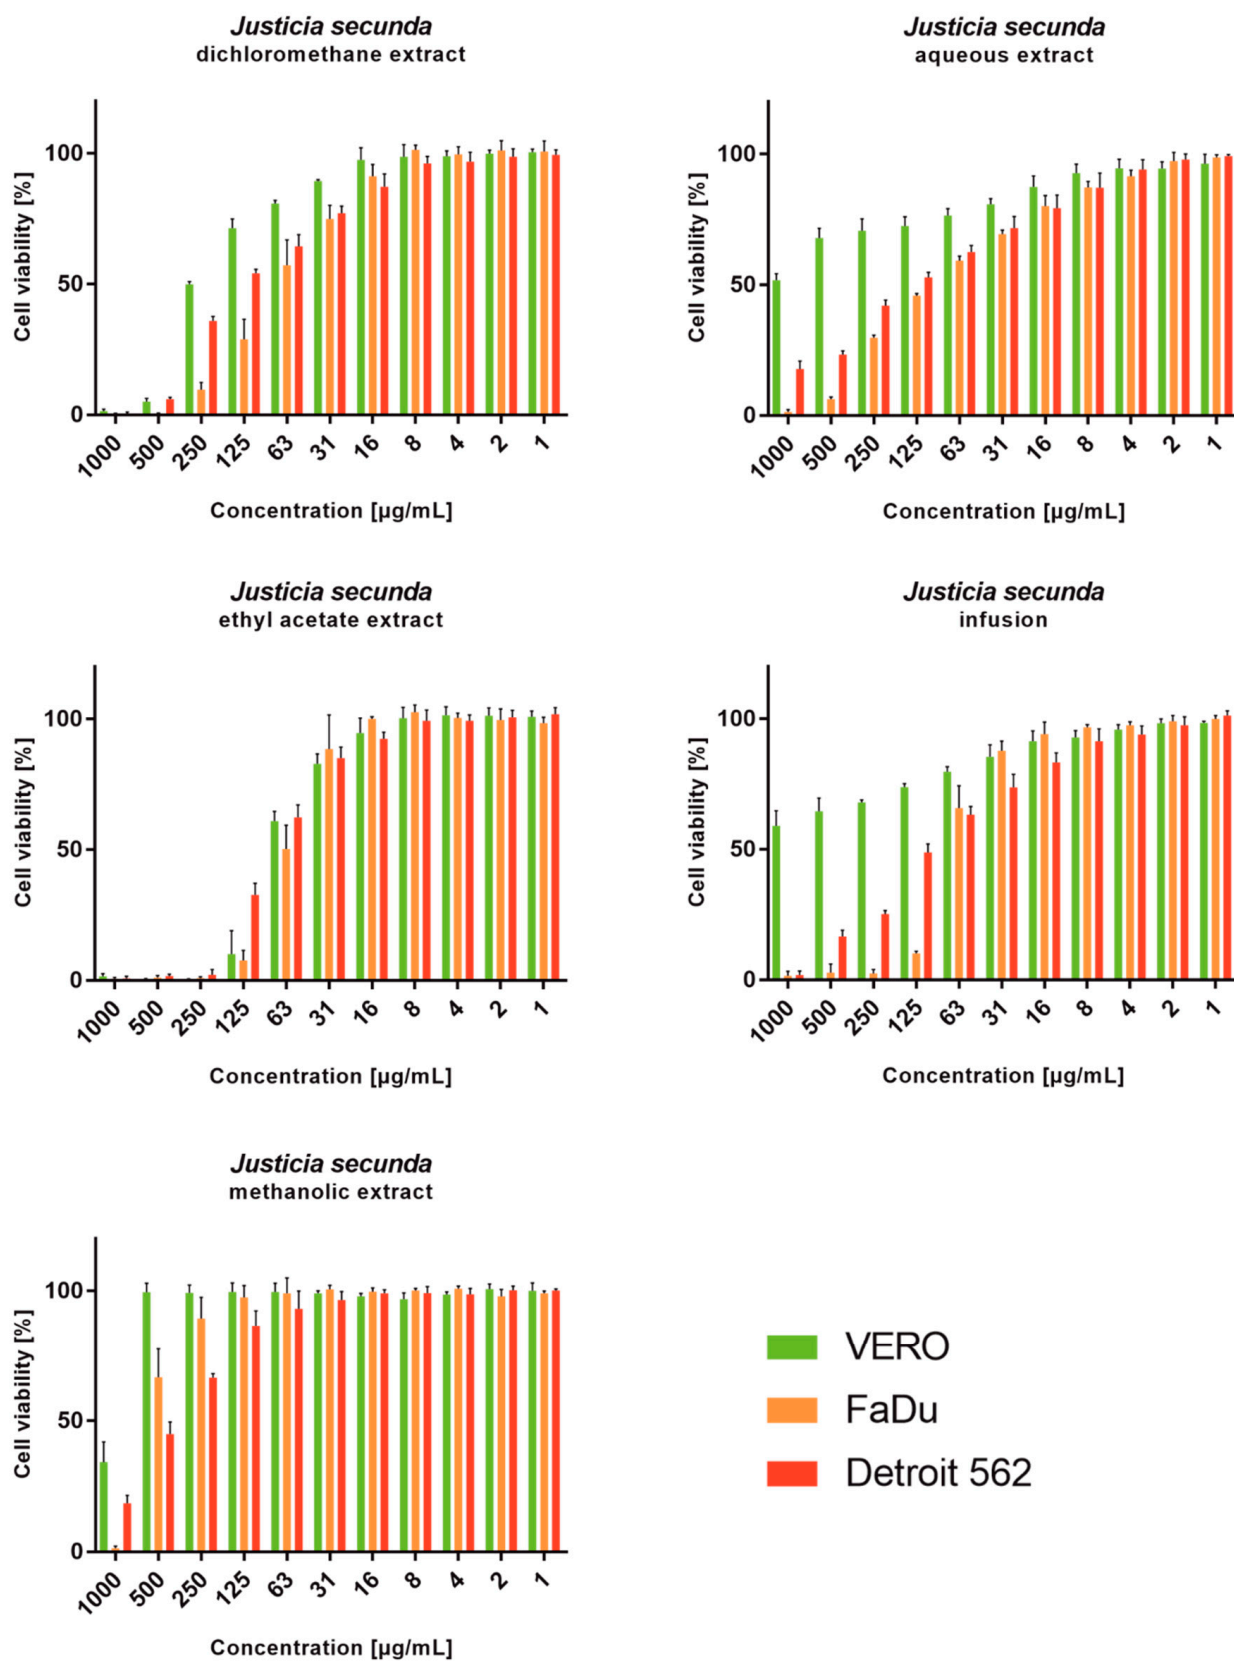 Justicia secunda
dichloromethane extract
Cell viability [%]
100
50
0
1000 500 250 125 63 31 16 8 4 2 1
Concentration [µg/mL]
Justicia secunda
aqueous extract
Cell viability [%]
100
50
0
1000 500 250 125 63 31 16 8 4 2 1
Concentration [µg/mL]
Justicia secunda
ethyl acetate extract
Cell viability [%]
100
50
0
1000 500 250 125 63 31 16 8 4 2 1
Concentration [µg/mL]
Justicia secunda
infusion
Cell viability [%]
100
50
0
1000 500 250 125 63 31 16 8 4 2 1
Concentration [µg/mL]
Justicia secunda
methanolic extract
Cell viability [%]
100
50
0
1000 500 250 125 63 31 16 8 4 2 1
Concentration [µg/mL]
VERO
FaDu
Detroit 562